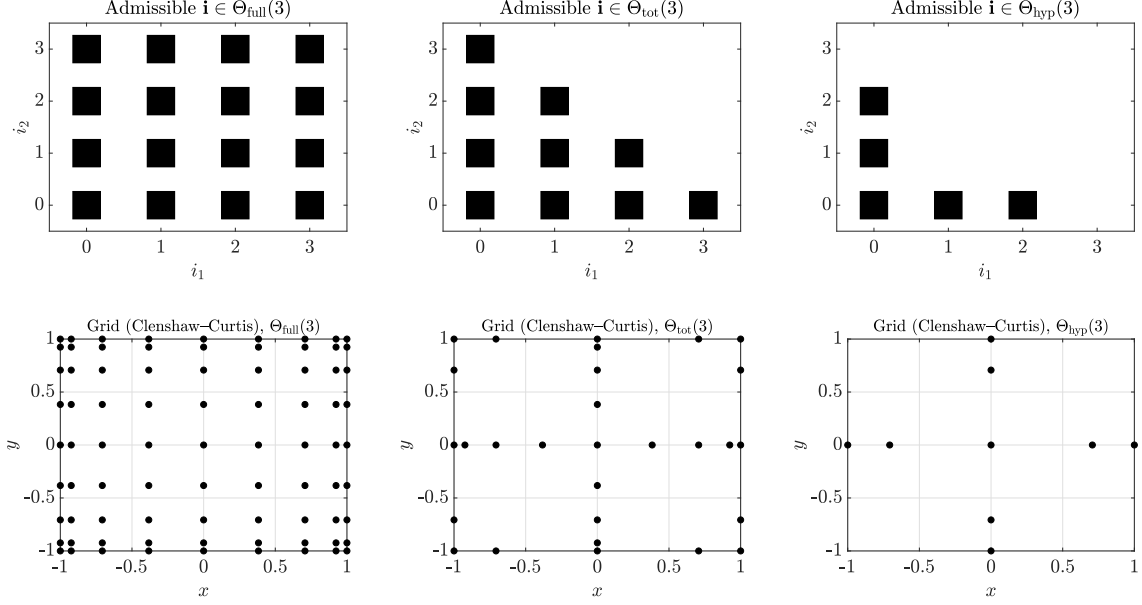 Admissible i ∈ Θfull(3)
3
2
1
0
i2
0 1 2 3
i1
Admissible i ∈ Θtot(3)
3
2
1
0
i2
0 1 2 3
i1
Admissible i ∈ Θhyp(3)
3
2
1
0
i2
0 1 2 3
i1
Grid (Clenshaw–Curtis), Θfull(3)
1
0.5
0
-0.5
-1
y
-1 -0.5 0 0.5 1
x
Grid (Clenshaw–Curtis), Θtot(3)
1
0.5
0
-0.5
-1
y
-1 -0.5 0 0.5 1
x
Grid (Clenshaw–Curtis), Θhyp(3)
1
0.5
0
-0.5
-1
y
-1 -0.5 0 0.5 1
x